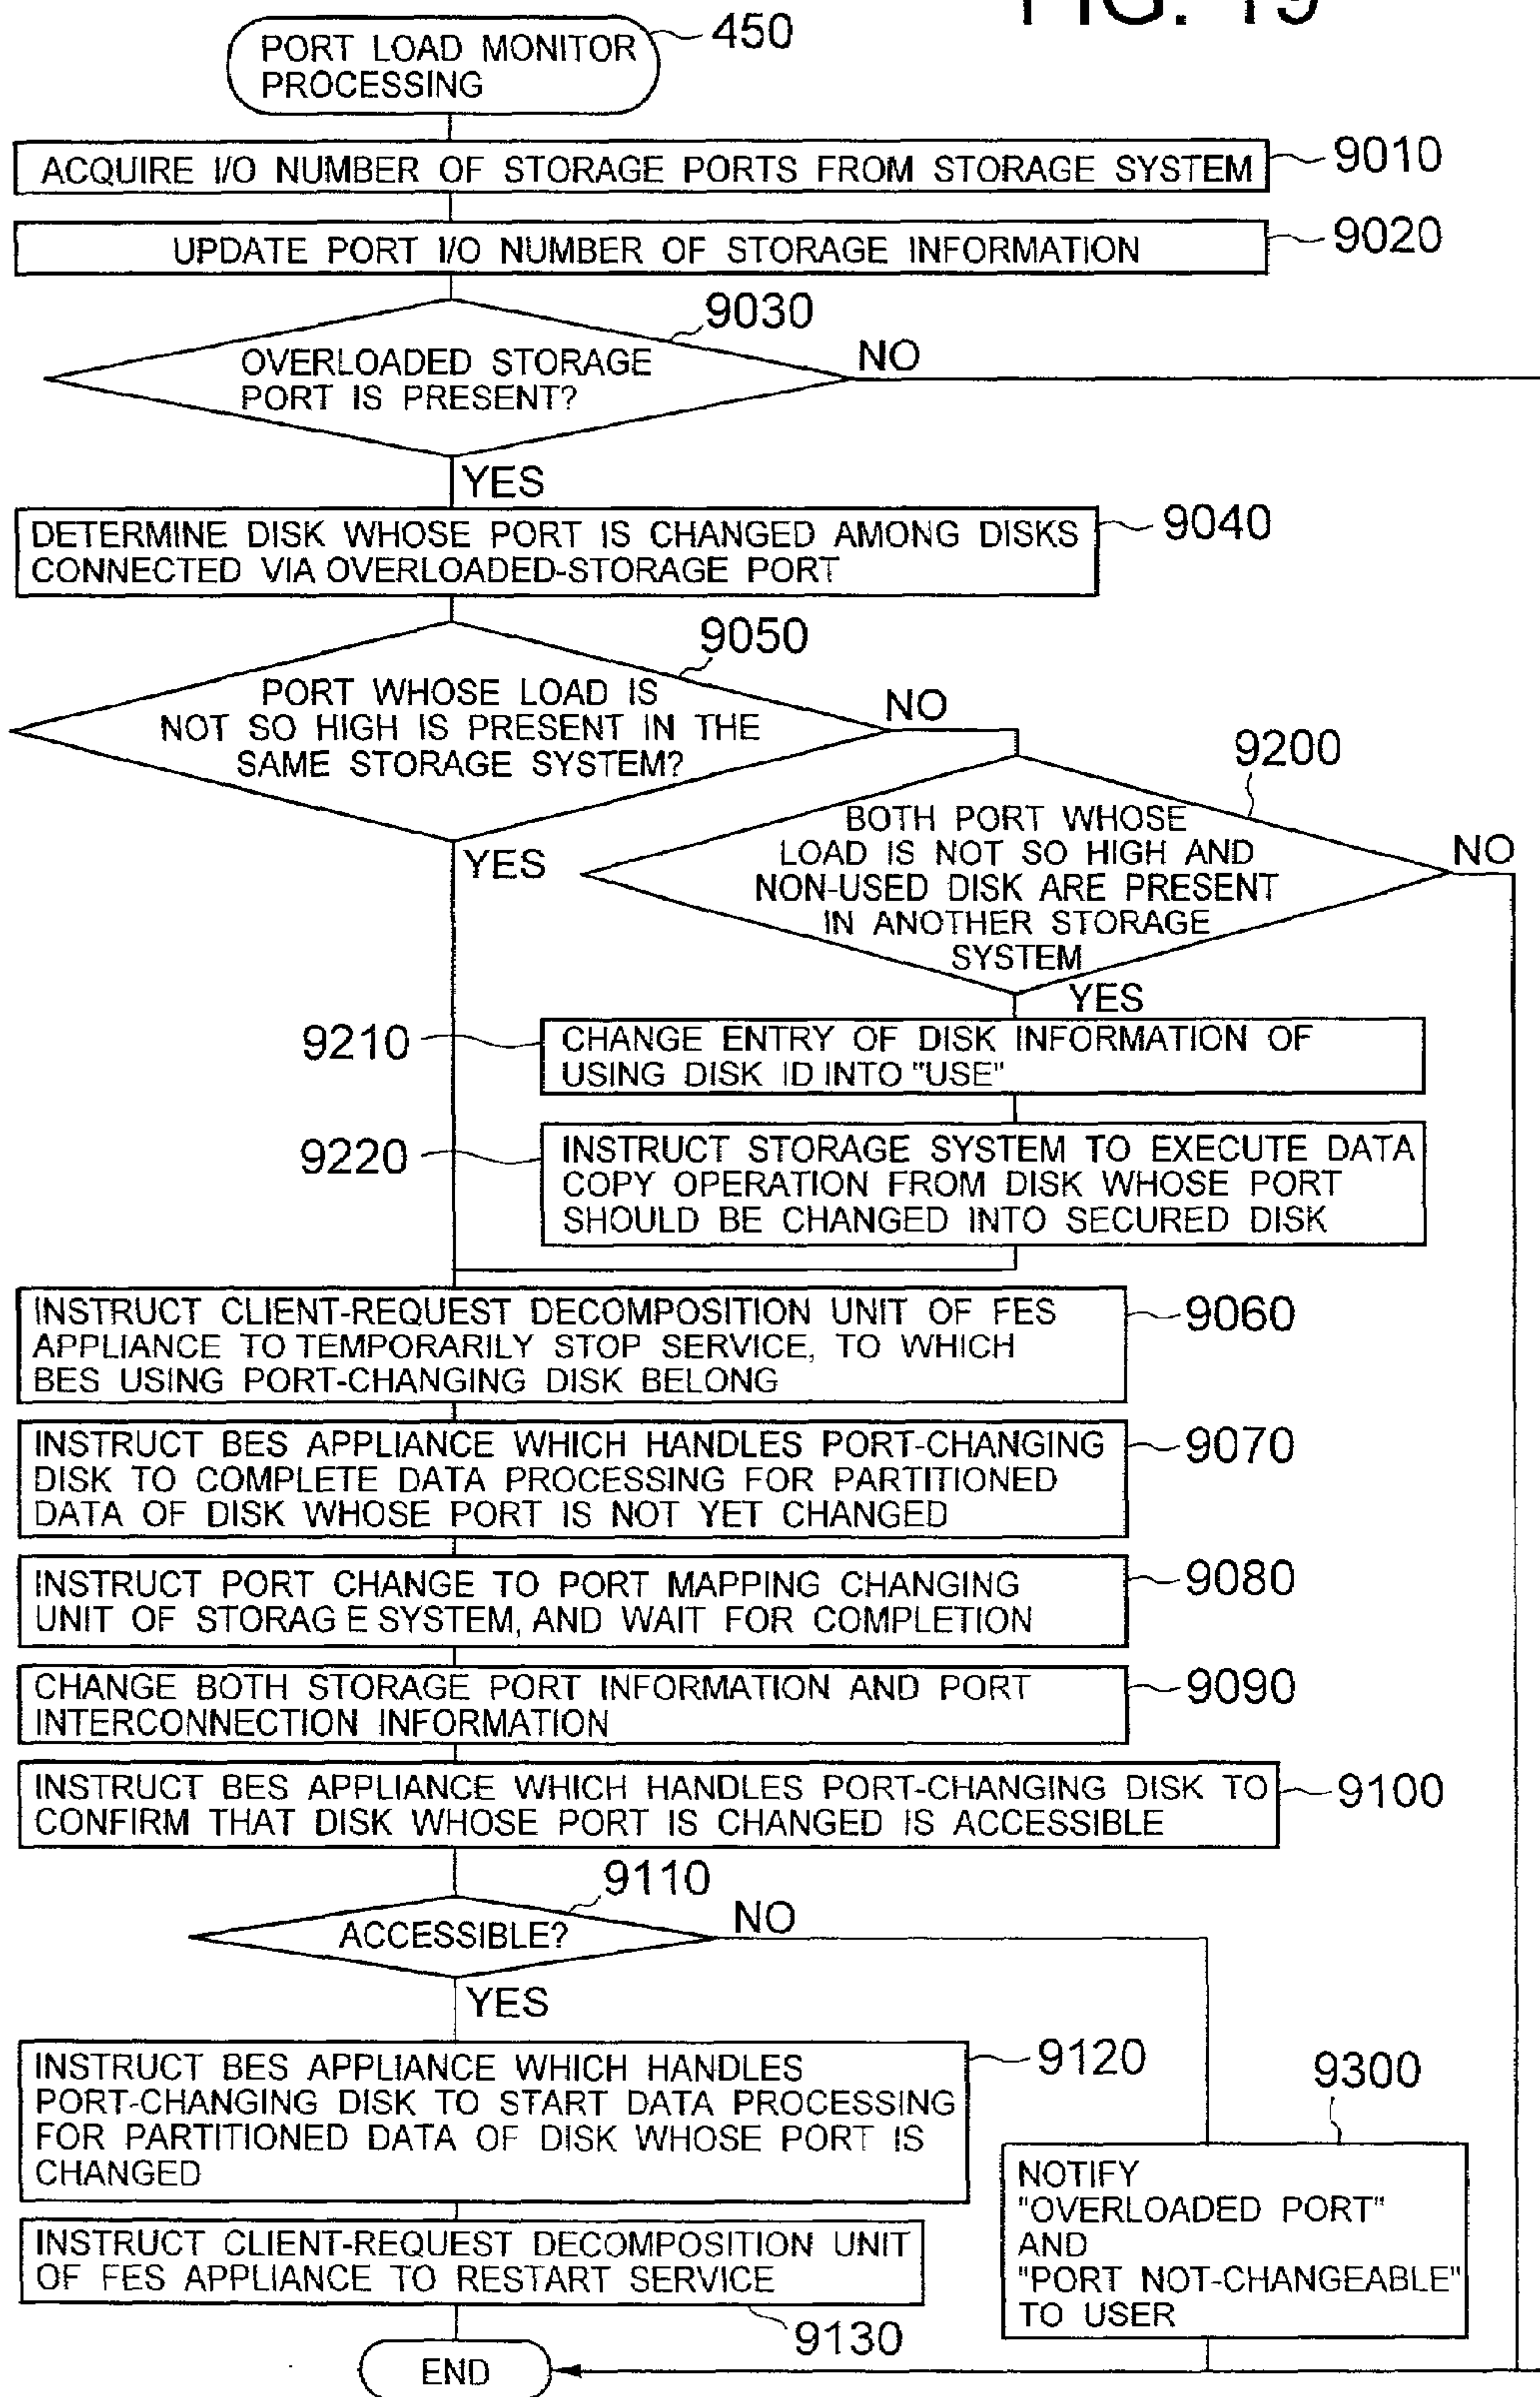 FIG. 19
PORT LOAD MONITOR
PROCESSING
450
ACQUIRE I/O NUMBER OF STORAGE PORTS FROM STORAGE SYSTEM
9010
UPDATE PORT I/O NUMBER OF STORAGE INFORMATION
9020
9030
OVERLOADED STORAGE
PORT IS PRESENT?
NO
YES
DETERMINE DISK WHOSE PORT IS CHANGED AMONG DISKS
CONNECTED VIA OVERLOADED-STORAGE PORT
9040
9050
PORT WHOSE LOAD IS
NOT SO HIGH IS PRESENT IN THE
SAME STORAGE SYSTEM?
NO
YES
9200
BOTH PORT WHOSE
LOAD IS NOT SO HIGH AND
NON-USED DISK ARE PRESENT
IN ANOTHER STORAGE
SYSTEM
NO
YES
9210
CHANGE ENTRY OF DISK INFORMATION OF
USING DISK ID INTO "USE"
9220
INSTRUCT STORAGE SYSTEM TO EXECUTE DATA
COPY OPERATION FROM DISK WHOSE PORT
SHOULD BE CHANGED INTO SECURED DISK
INSTRUCT CLIENT-REQUEST DECOMPOSITION UNIT OF FES
APPLIANCE TO TEMPORARILY STOP SERVICE, TO WHICH
BES USING PORT-CHANGING DISK BELONG
9060
INSTRUCT BES APPLIANCE WHICH HANDLES PORT-CHANGING
DISK TO COMPLETE DATA PROCESSING FOR PARTITIONED
DATA OF DISK WHOSE PORT IS NOT YET CHANGED
9070
INSTRUCT PORT CHANGE TO PORT MAPPING CHANGING
UNIT OF STORAG E SYSTEM, AND WAIT FOR COMPLETION
9080
CHANGE BOTH STORAGE PORT INFORMATION AND PORT
INTERCONNECTION INFORMATION
9090
INSTRUCT BES APPLIANCE WHICH HANDLES PORT-CHANGING DISK TO
CONFIRM THAT DISK WHOSE PORT IS CHANGED IS ACCESSIBLE
9100
9110
ACCESSIBLE?
NO
YES
INSTRUCT BES APPLIANCE WHICH HANDLES
PORT-CHANGING DISK TO START DATA PROCESSING
FOR PARTITIONED DATA OF DISK WHOSE PORT IS
CHANGED
9120
9300
NOTIFY
"OVERLOADED PORT"
AND
"PORT NOT-CHANGEABLE"
TO USER
INSTRUCT CLIENT-REQUEST DECOMPOSITION UNIT
OF FES APPLIANCE TO RESTART SERVICE
9130
END